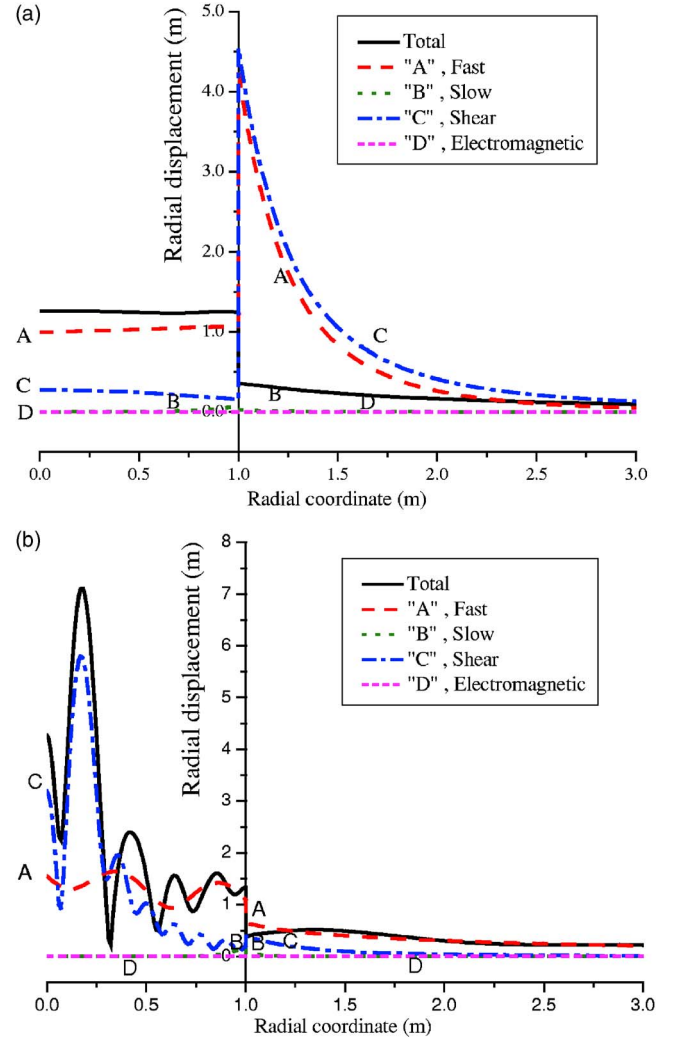 (a)
Radial displacement (m)
5.0
4.0
3.0
2.0
1.0
0.0
Total
"A" , Fast
"B" , Slow
"C" , Shear
"D" , Electromagnetic
A
C
D
B
A
C
B
D
0.0 0.5 1.0 1.5 2.0 2.5 3.0
Radial coordinate (m)
(b)
Radial displacement (m)
8
7
6
5
4
3
2
1
0
Total
"A" , Fast
"B" , Slow
"C" , Shear
"D" , Electromagnetic
C
A
A
B
B
C
D
D
0.0 0.5 1.0 1.5 2.0 2.5 3.0
Radial coordinate (m)